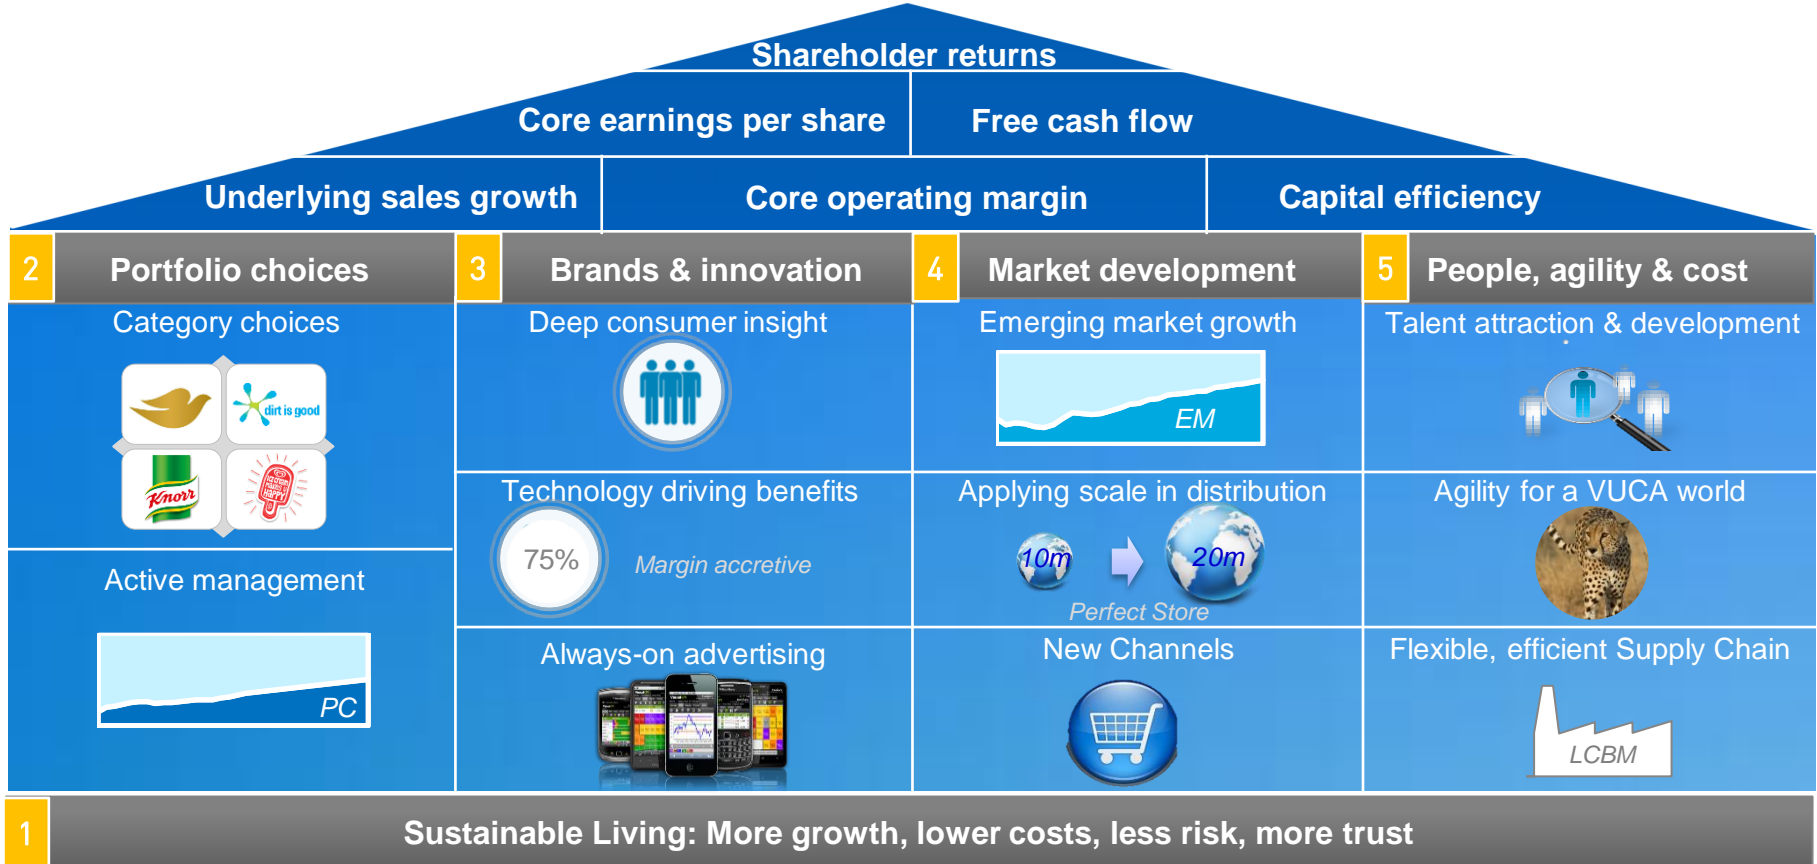 Shareholder returns
Core earnings per share
Free cash flow
Underlying sales growth
Core operating margin
Capital efficiency
2
Portfolio choices
3
Brands & innovation
4
Market development
5
People, agility & cost
Category choices
dirt is good
Knorr
ice cream
makes u
HAPPY
Active management
PC
Deep consumer insight
Technology driving benefits
75%
Margin accretive
Always-on advertising
Emerging market growth
EM
Applying scale in distribution
10m
20m
Perfect Store
New Channels
Talent attraction & development
Agility for a VUCA world
Flexible, efficient Supply Chain
LCBM
1
Sustainable Living: More growth, lower costs, less risk, more trust